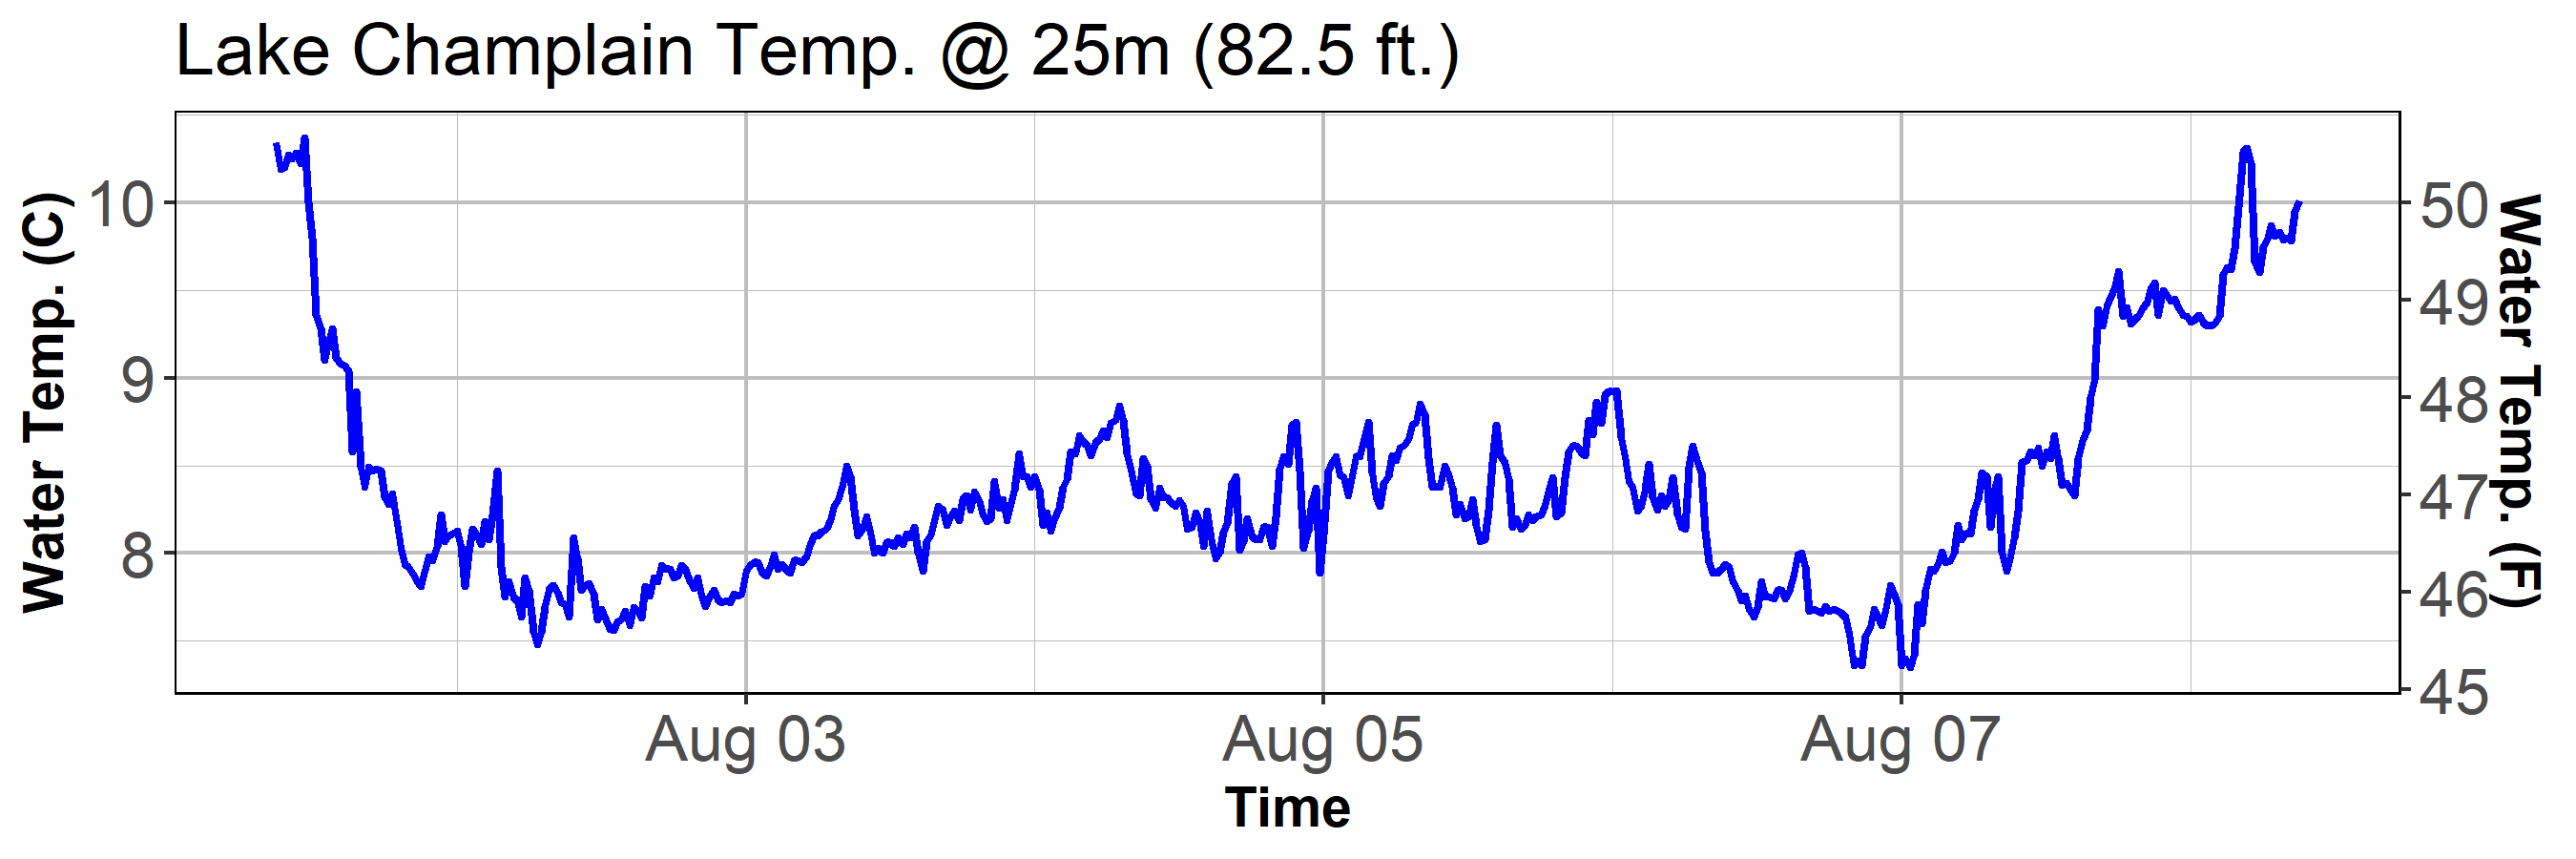 Lake Champlain Temp. @ 25m (82.5 ft.)
Water Temp. (C)
10
9
8
50
49
48
47
46
45
Water Temp. (F)
Aug 03 Aug 05 Aug 07
Time